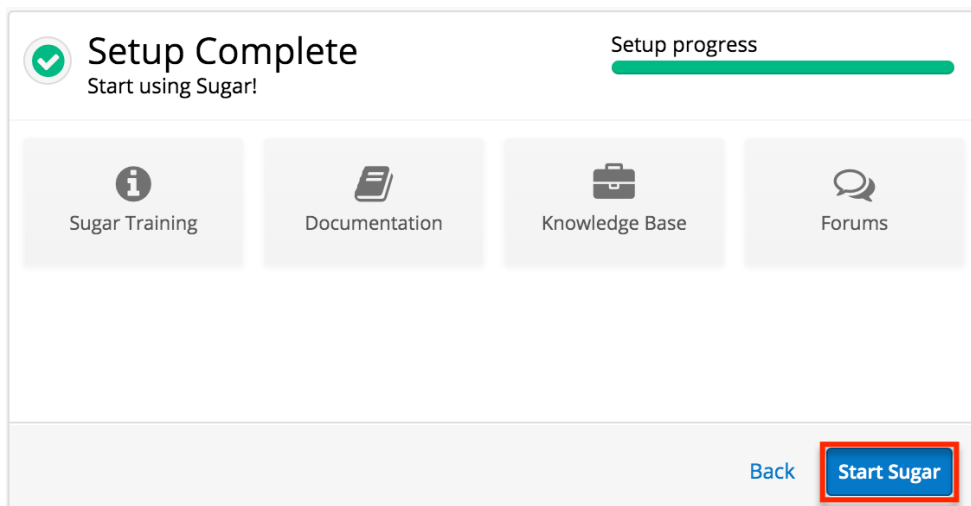 Setup Complete
Start using Sugar!
Setup progress
Sugar Training
Documentation
Knowledge Base
Forums
Back
Start Sugar